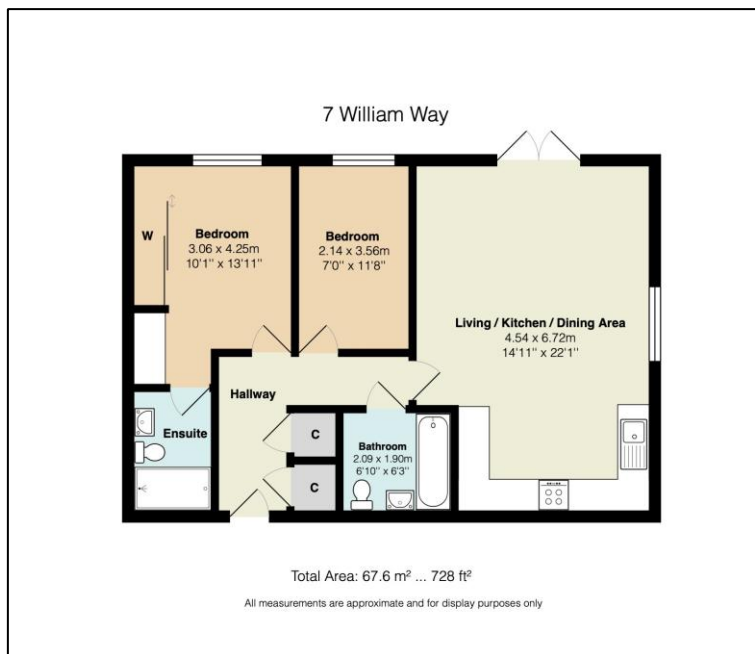 7 William Way
W
Bedroom
3.06 x 4.25m
10'1'' x 13'11''
Bedroom
2.14 x 3.56m
7'0'' x 11'8''
Living / Kitchen / Dining Area
4.54 x 6.72m
14'11'' x 22'1''
Hallway
Ensuite
C
C
Bathroom
2.09 x 1.90m
6'10'' x 6'3''
Total Area: 67.6 m² ... 728 ft²
All measurements are approximate and for display purposes only